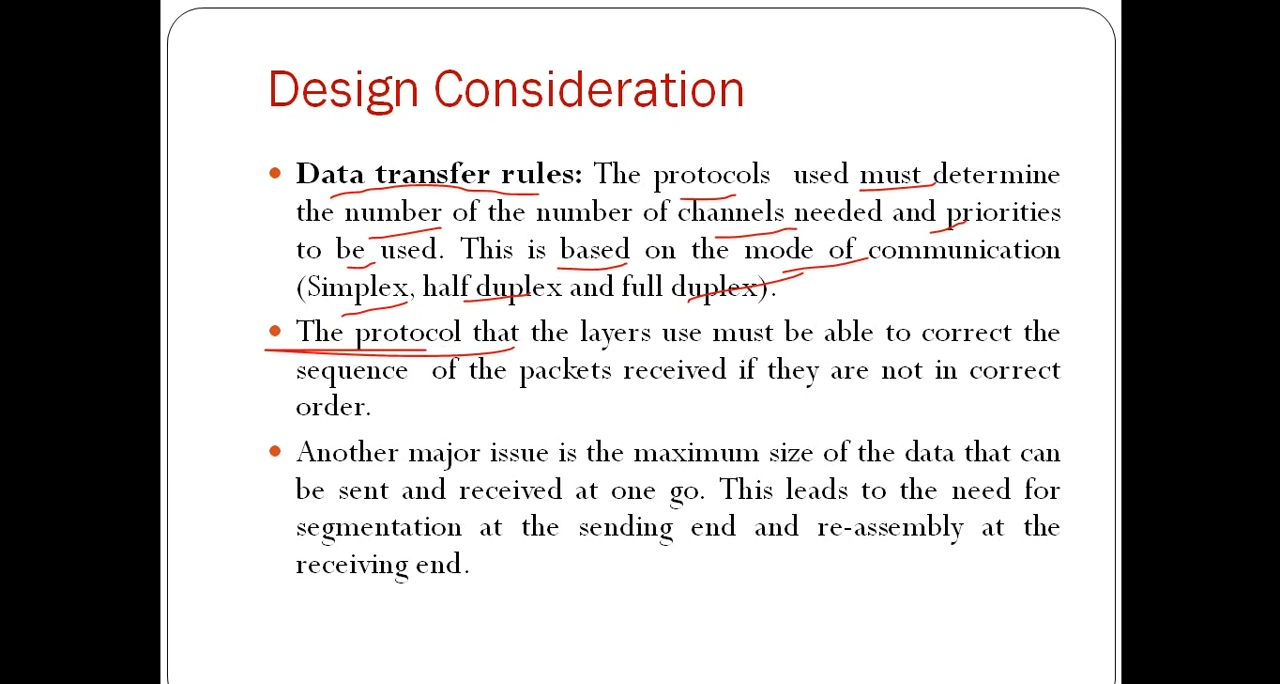 Design Consideration
• Data transfer rules: The protocols used must determine
the number of the number of channels needed and priorities
to be used. This is based on the mode of communication
(Simplex, half duplex and full duplex).
• The protocol that the layers use must be able to correct the
sequence of the packets received if they are not in correct
order.
• Another major issue is the maximum size of the data that can
be sent and received at one go. This leads to the need for
segmentation at the sending end and re-assembly at the
receiving end.